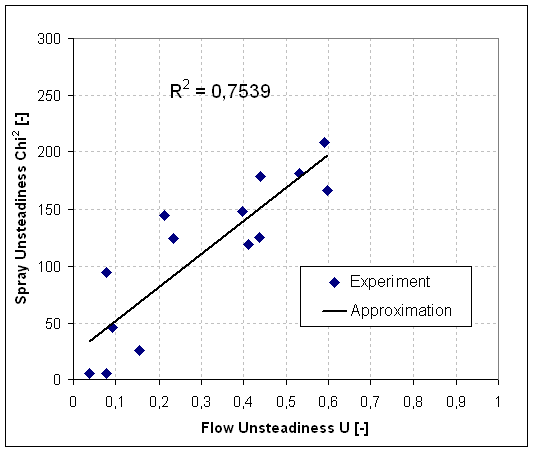 300
250
200
150
100
50
0
R² = 0,7539
Spray Unsteadiness Chi² [-]
Experiment
Approximation
0 0,1 0,2 0,3 0,4 0,5 0,6 0,7 0,8 0,9 1
Flow Unsteadiness U [-]